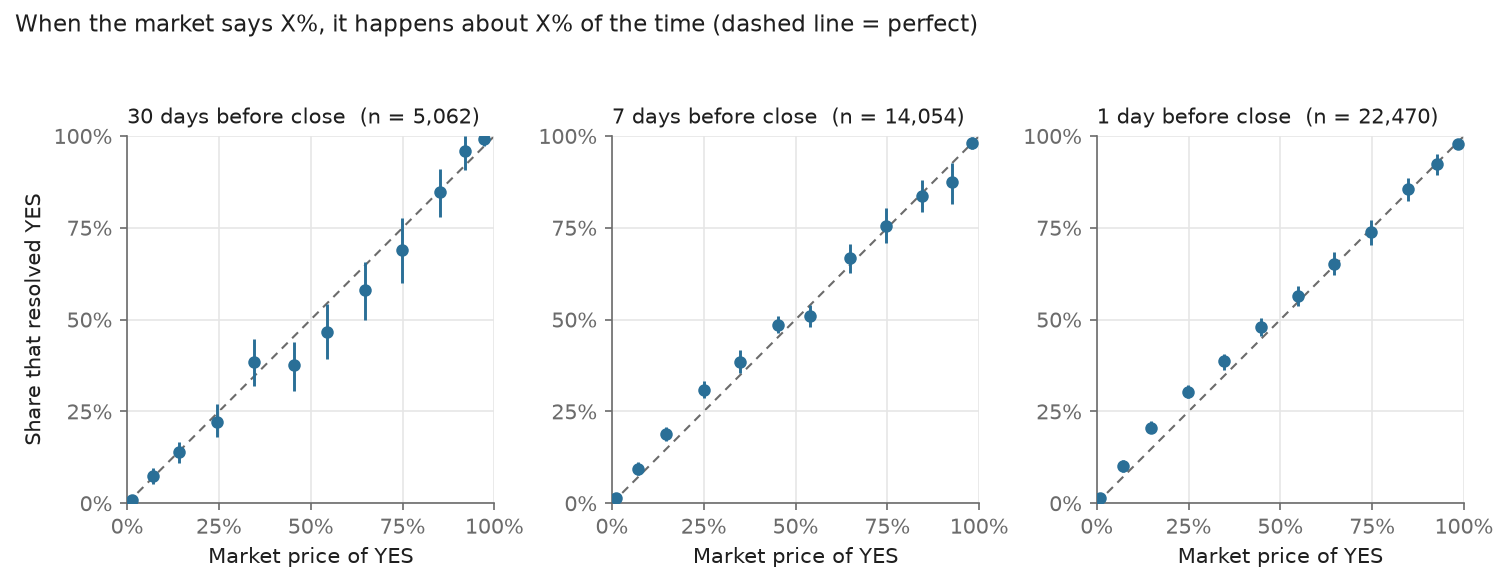 When the market says X%, it happens about X% of the time (dashed line = perfect)
30 days before close (n = 5,062)
100%
75%
50%
25%
0%
Share that resolved YES
0% 25% 50% 75% 100%
Market price of YES
7 days before close (n = 14,054)
100%
75%
50%
25%
0%
0% 25% 50% 75% 100%
Market price of YES
1 day before close (n = 22,470)
100%
75%
50%
25%
0%
0% 25% 50% 75% 100%
Market price of YES